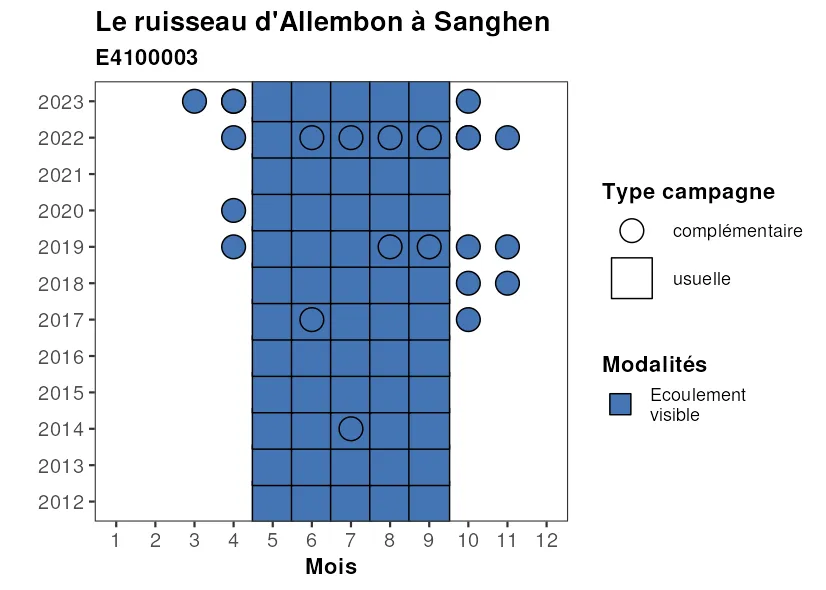 Le ruisseau d'Allembon à Sanghen
E4100003
2023
2022
2021
2020
2019
2018
2017
2016
2015
2014
2013
2012
1 2 3 4 5 6 7 8 9 10 11 12
Mois
Type campagne
complémentaire
usuelle
Modalités
Ecoulement
visible